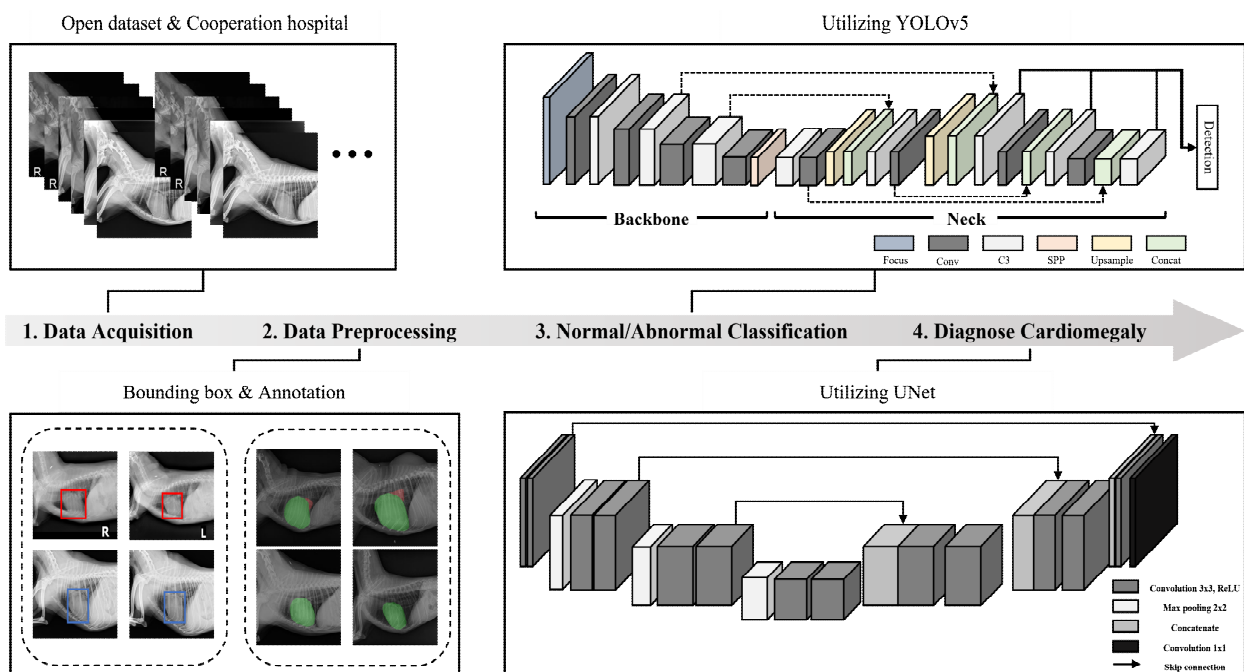 Open dataset & Cooperation hospital
R
R
R
R
Utilizing YOLOv5
Detection
Backbone
Neck
Focus
Conv
C3
SPP
Upsample
Concat
1. Data Acquisition
2. Data Preprocessing
3. Normal/Abnormal Classification
4. Diagnose Cardiomegaly
Bounding box & Annotation
R
L
Utilizing UNet
Convolution 3x3, ReLU
Max pooling 2x2
Concatenate
Convolution 1x1
Skip connection